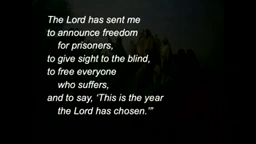 The Lord has sent me
to announce freedom
for prisoners,
to give sight to the blind,
to free everyone
who suffers,
and to say, ‘This is the year
the Lord has chosen.’”